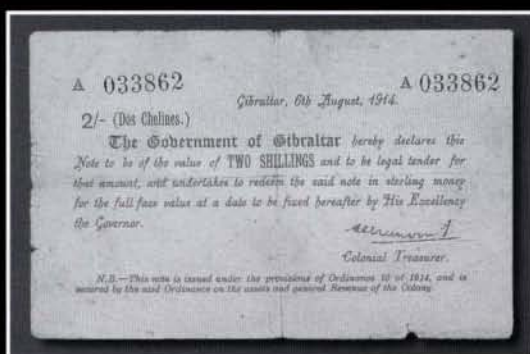 A 033862 A 033862
Gibraltar, 6th August, 1914.
2/- (Dos Chelines.)
The Government of Gibraltar hereby declares this
Note to be of the value of TWO SHILLINGS and to be legal tender for
that amount, and undertakes to redeem the said note in sterling money
for the full face value at a date to be fixed hereafter by His Excellency
the Governor.
Colonial Treasurer.
N.B.—This note is issued under the provisions of Ordinance 10 of 1914, and is
secured by the said Ordinance on the assets and general Revenue of the Colony.